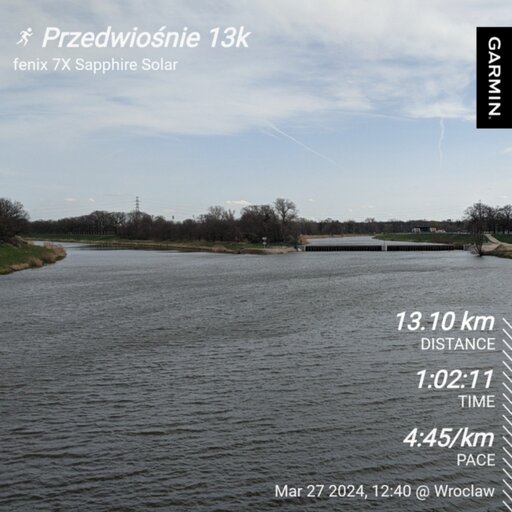 Przedwiośnie 13k
fenix 7X Sapphire Solar
GARMIN.
13.10 km
DISTANCE
1:02:11
TIME
4:45/km
PACE
Mar 27 2024, 12:40 @ Wroclaw